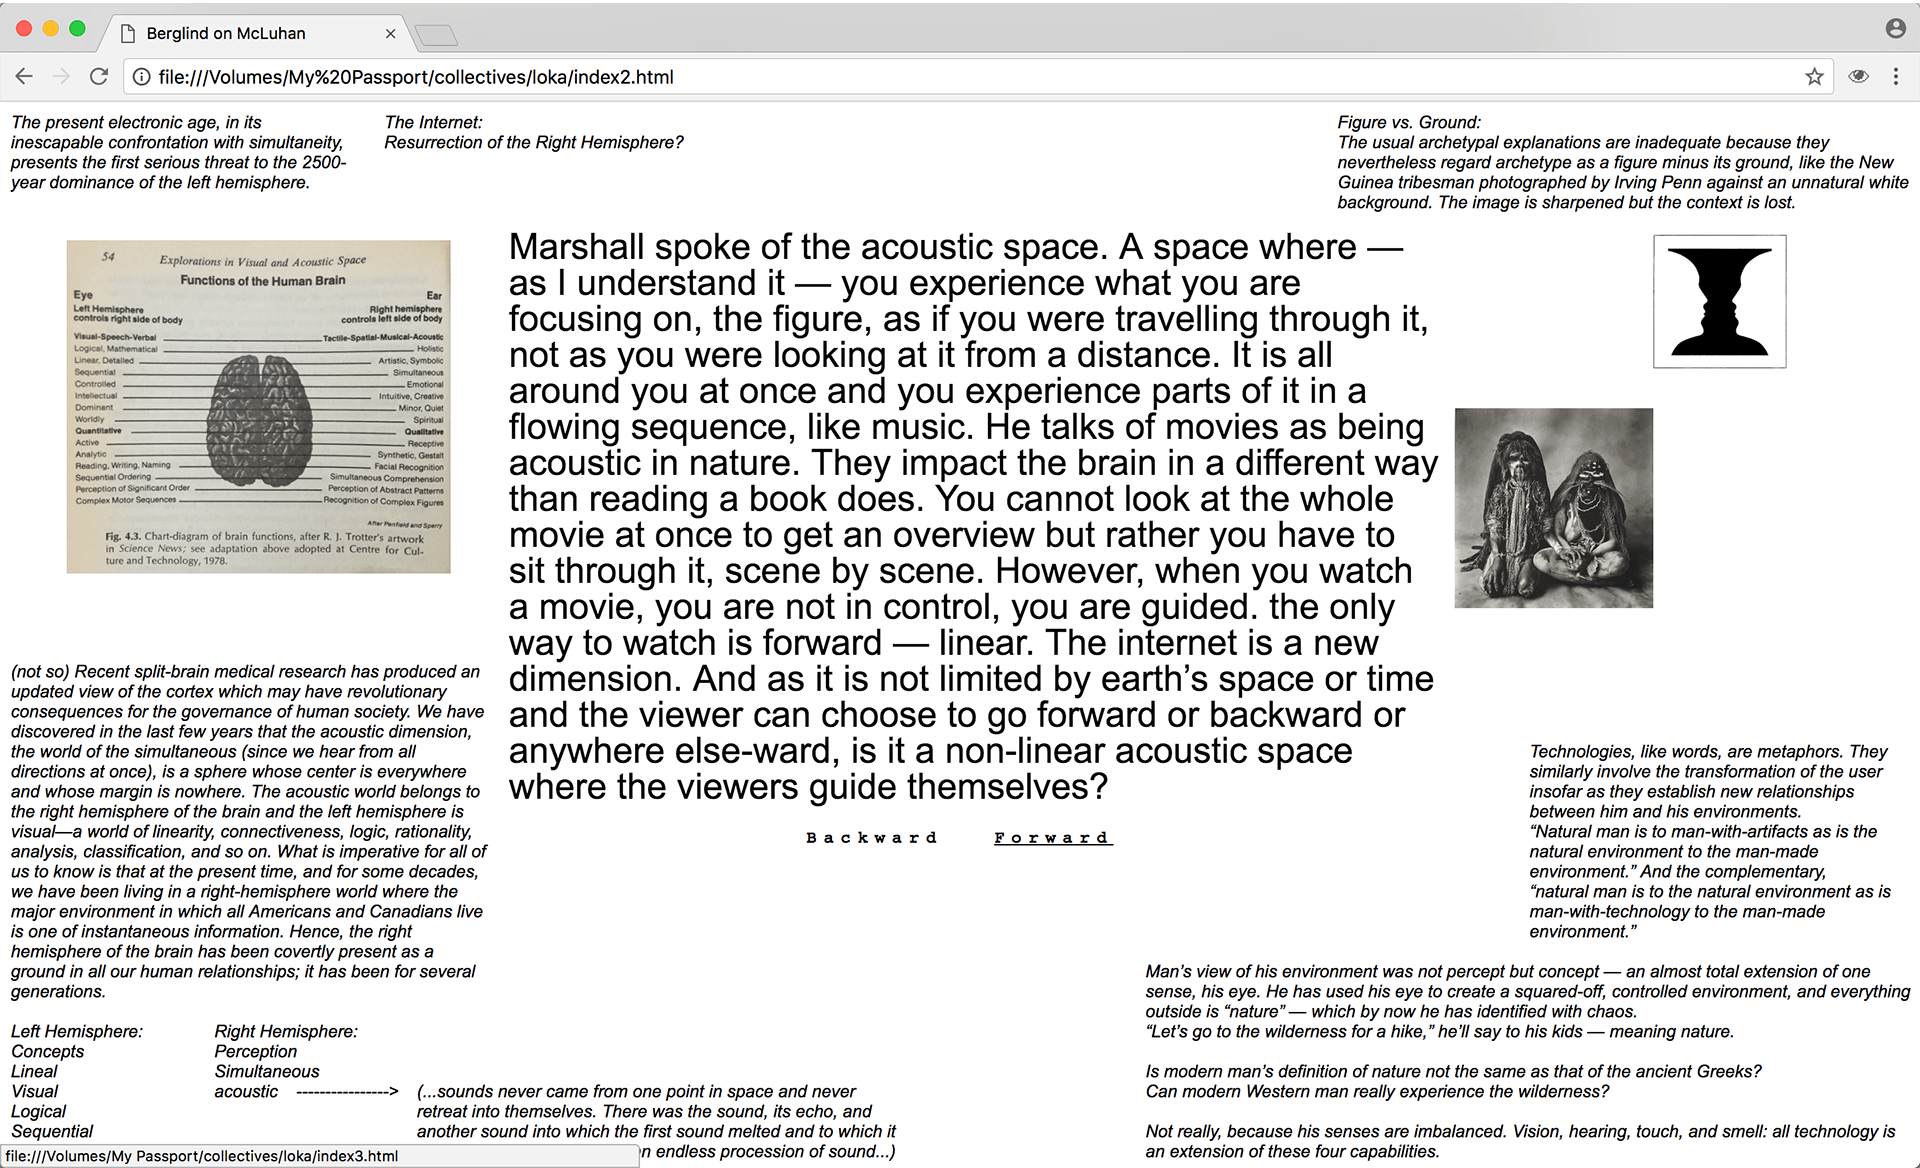 Berglind on McLuhan
file:///Volumes/My%20Passport/collectives/loka/index2.html
The present electronic age, in its
inescapable confrontation with simultaneity,
presents the first serious threat to the 2500-
year dominance of the left hemisphere.
The Internet:
Resurrection of the Right Hemisphere?
Figure vs. Ground:
The usual archetypal explanations are inadequate because they
nevertheless regard archetype as a figure minus its ground, like the New
Guinea tribesman photographed by Irving Penn against an unnatural white
background. The image is sharpened but the context is lost.
54 Explorations in Visual and Acoustic Space
Functions of the Human Brain
Eye Ear
Left Hemisphere Right hemisphere
controls right side of body controls left side of body
Visual-Speech-Verbal Tactile-Spatial-Musical-Acoustic
Logical, Mathematical Holistic
Linear, Detailed Artistic, Symbolic
Sequential Simultaneous
Controlled Emotional
Intellectual Intuitive, Creative
Dominant Minor, Quiet
Worldly Spiritual
Quantitative Qualitative
Active Receptive
Analytic Synthetic, Gestalt
Reading, Writing, Naming Facial Recognition
Sequential Ordering Simultaneous Comprehension
Perception of Significant Order Perception of Abstract Patterns
Complex Motor Sequences Recognition of Complex Figures
After Penfield and Sperry
Fig. 4.3. Chart-diagram of brain functions, after R. J. Trotter's artwork
in Science News; see adaptation above adopted at Centre for Cul-
ture and Technology, 1978.
Marshall spoke of the acoustic space. A space where —
as I understand it — you experience what you are
focusing on, the figure, as if you were travelling through it,
not as you were looking at it from a distance. It is all
around you at once and you experience parts of it in a
flowing sequence, like music. He talks of movies as being
acoustic in nature. They impact the brain in a different way
than reading a book does. You cannot look at the whole
movie at once to get an overview but rather you have to
sit through it, scene by scene. However, when you watch
a movie, you are not in control, you are guided. the only
way to watch is forward — linear. The internet is a new
dimension. And as it is not limited by earth's space or time
and the viewer can choose to go forward or backward or
anywhere else-ward, is it a non-linear acoustic space
where the viewers guide themselves?
Backward Forward
(not so) Recent split-brain medical research has produced an
updated view of the cortex which may have revolutionary
consequences for the governance of human society. We have
discovered in the last few years that the acoustic dimension,
the world of the simultaneous (since we hear from all
directions at once), is a sphere whose center is everywhere
and whose margin is nowhere. The acoustic world belongs to
the right hemisphere of the brain and the left hemisphere is
visual—a world of linearity, connectiveness, logic, rationality,
analysis, classification, and so on. What is imperative for all of
us to know is that at the present time, and for some decades,
we have been living in a right-hemisphere world where the
major environment in which all Americans and Canadians live
is one of instantaneous information. Hence, the right
hemisphere of the brain has been covertly present as a
ground in all our human relationships; it has been for several
generations.
Technologies, like words, are metaphors. They
similarly involve the transformation of the user
insofar as they establish new relationships
between him and his environments.
“Natural man is to man-with-artifacts as is the
natural environment to the man-made
environment.” And the complementary,
“natural man is to the natural environment as is
man-with-technology to the man-made
environment.”
Man's view of his environment was not percept but concept — an almost total extension of one
sense, his eye. He has used his eye to create a squared-off, controlled environment, and everything
outside is “nature” — which by now he has identified with chaos.
“Let's go to the wilderness for a hike,” he'll say to his kids — meaning nature.
Is modern man's definition of nature not the same as that of the ancient Greeks?
Can modern Western man really experience the wilderness?
Not really, because his senses are imbalanced. Vision, hearing, touch, and smell: all technology is
an extension of these four capabilities.
Left Hemisphere: Right Hemisphere:
Concepts Perception
Lineal Simultaneous
Visual acoustic ---------------> (...sounds never came from one point in space and never
Logical retreat into themselves. There was the sound, its echo, and
Sequential another sound into which the first sound melted and to which it
endless procession of sound...)
file:///Volumes/My Passport/collectives/loka/index3.html